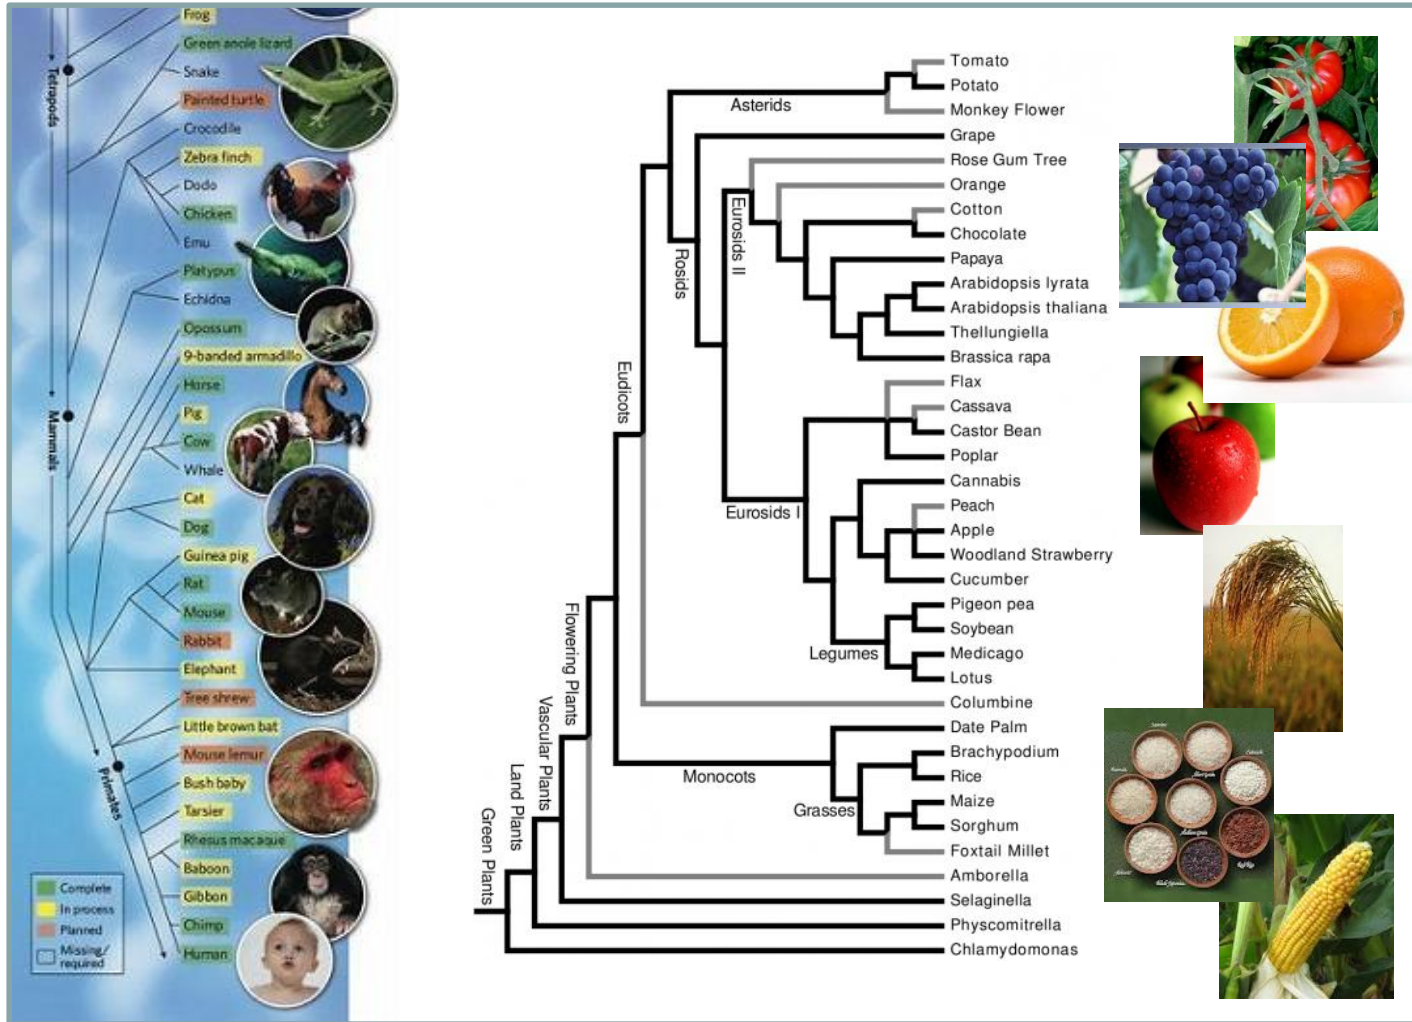 Frog
Green anole lizard
Snake
Painted turtle
Crocodile
Zebra finch
Dodo
Chicken
Emu
Platypus
Echidna
Opossum
9-banded armadillo
Horse
Pig
Cow
Whale
Cat
Dog
Guinea pig
Rat
Mouse
Rabbit
Elephant
Tree shrew
Little brown bat
Mouse lemur
Bush baby
Tarsier
Rhesus macaque
Baboon
Gibbon
Chimp
Human
Tetrapods
Mammals
Primates
Complete
In process
Planned
Missing/
required
Tomato
Potato
Monkey Flower
Grape
Rose Gum Tree
Orange
Cotton
Chocolate
Papaya
Arabidopsis lyrata
Arabidopsis thaliana
Thellungiella
Brassica rapa
Flax
Cassava
Castor Bean
Poplar
Cannabis
Peach
Apple
Woodland Strawberry
Cucumber
Pigeon pea
Soybean
Medicago
Lotus
Columbine
Date Palm
Brachypodium
Rice
Maize
Sorghum
Foxtail Millet
Amborella
Selaginella
Physcomitrella
Chlamydomonas
Asterids
Rosids
Eurosids II
Eudicots
Eurosids I
Legumes
Flowering Plants
Vascular Plants
Land Plants
Green Plants
Monocots
Grasses